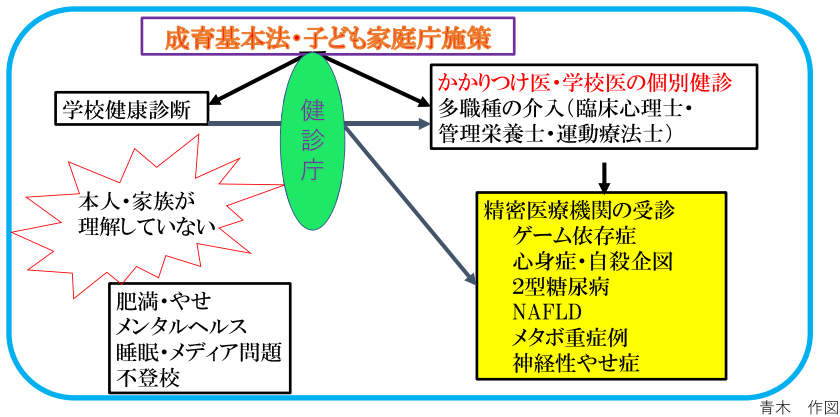 成育基本法・子ども家庭庁施策
健診庁
学校健康診断
かかりつけ医・学校医の個別健診
多職種の介入（臨床心理士・
管理栄養士・運動療法士）
本人・家族が
理解していない
精密医療機関の受診
ゲーム依存症
心身症・自殺企図
２型糖尿病
NAFLD
メタボ重症例
神経性やせ症
肥満・やせ
メンタルヘルス
睡眠・メディア問題
不登校
青木　作図